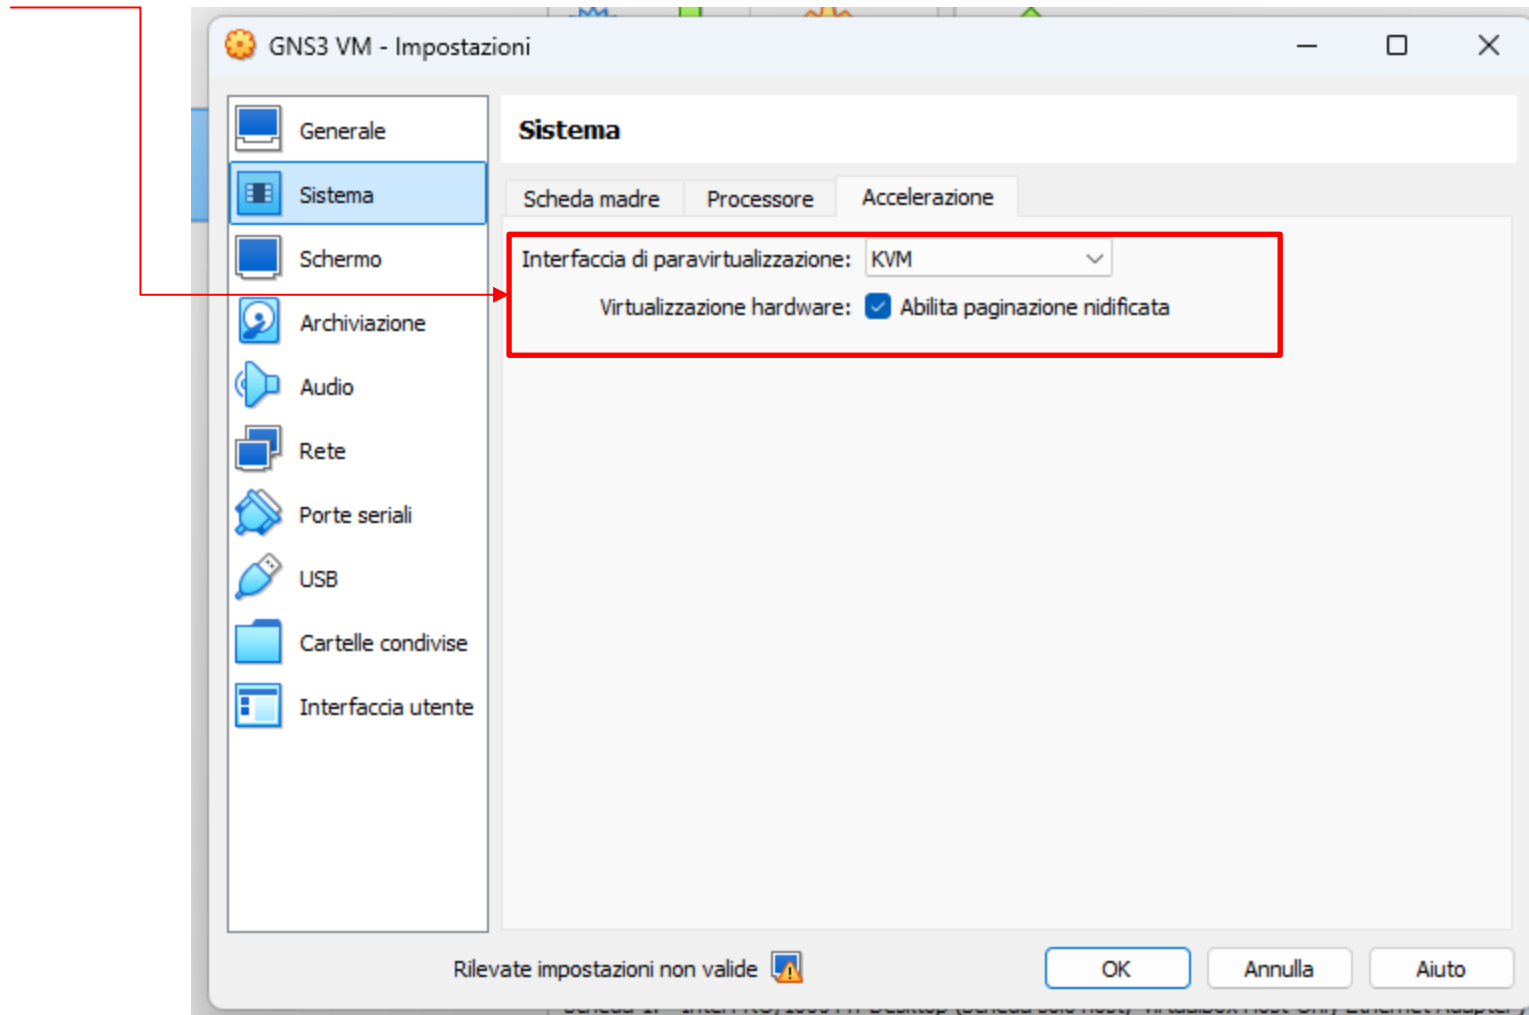 GNS3 VM - Impostazioni
Generale
Sistema
Schermo
Archiviazione
Audio
Rete
Porte seriali
USB
Cartelle condivise
Interfaccia utente
Sistema
Scheda madre Processore Accelerazione
Interfaccia di paravirtualizzazione: KVM
Virtualizzazione hardware: Abilita paginazione nidificata
Rilevate impostazioni non valide OK Annulla Aiuto